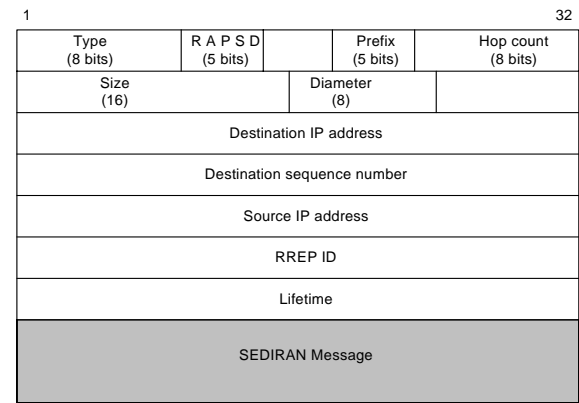 1 32
Type R A P S D Prefix Hop count
(8 bits) (5 bits) (5 bits) (8 bits)
Size Diameter
(16) (8)
Destination IP address
Destination sequence number
Source IP address
RREP ID
Lifetime
SEDIRAN Message